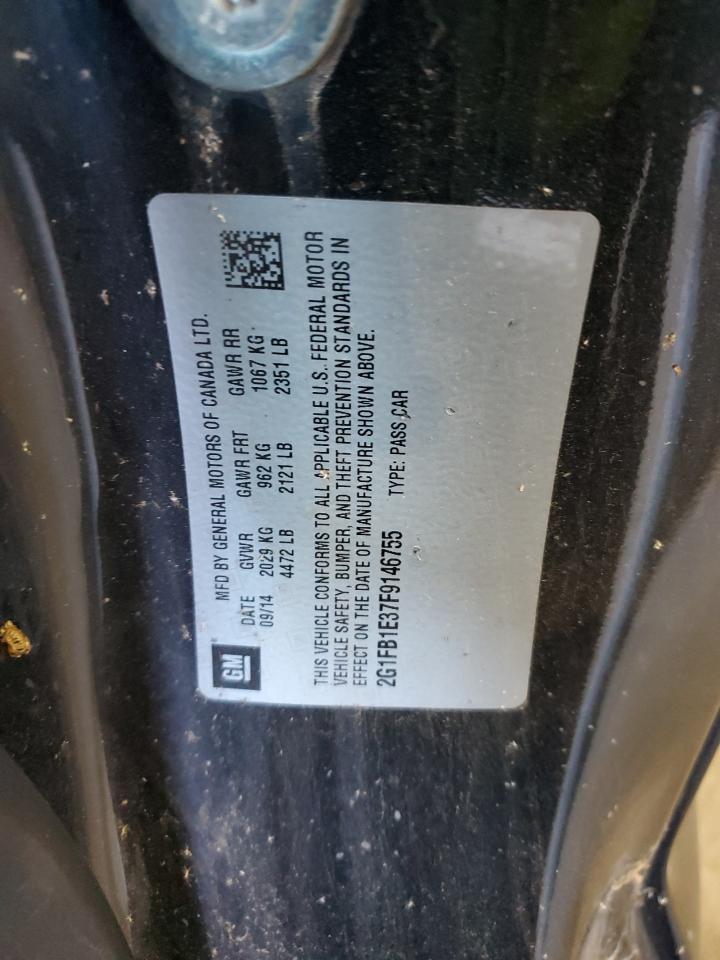 MFD BY GENERAL MOTORS OF CANADA LTD.
DATE GVWR GAWR FRT GAWR RR
09/14 2029 KG 962 KG 1067 KG
4472 LB 2121 LB 2351 LB
GM
THIS VEHICLE CONFORMS TO ALL APPLICABLE U.S. FEDERAL MOTOR
VEHICLE SAFETY, BUMPER, AND THEFT PREVENTION STANDARDS IN
EFFECT ON THE DATE OF MANUFACTURE SHOWN ABOVE.
2G1FB1E37F9146755 TYPE: PASS CAR